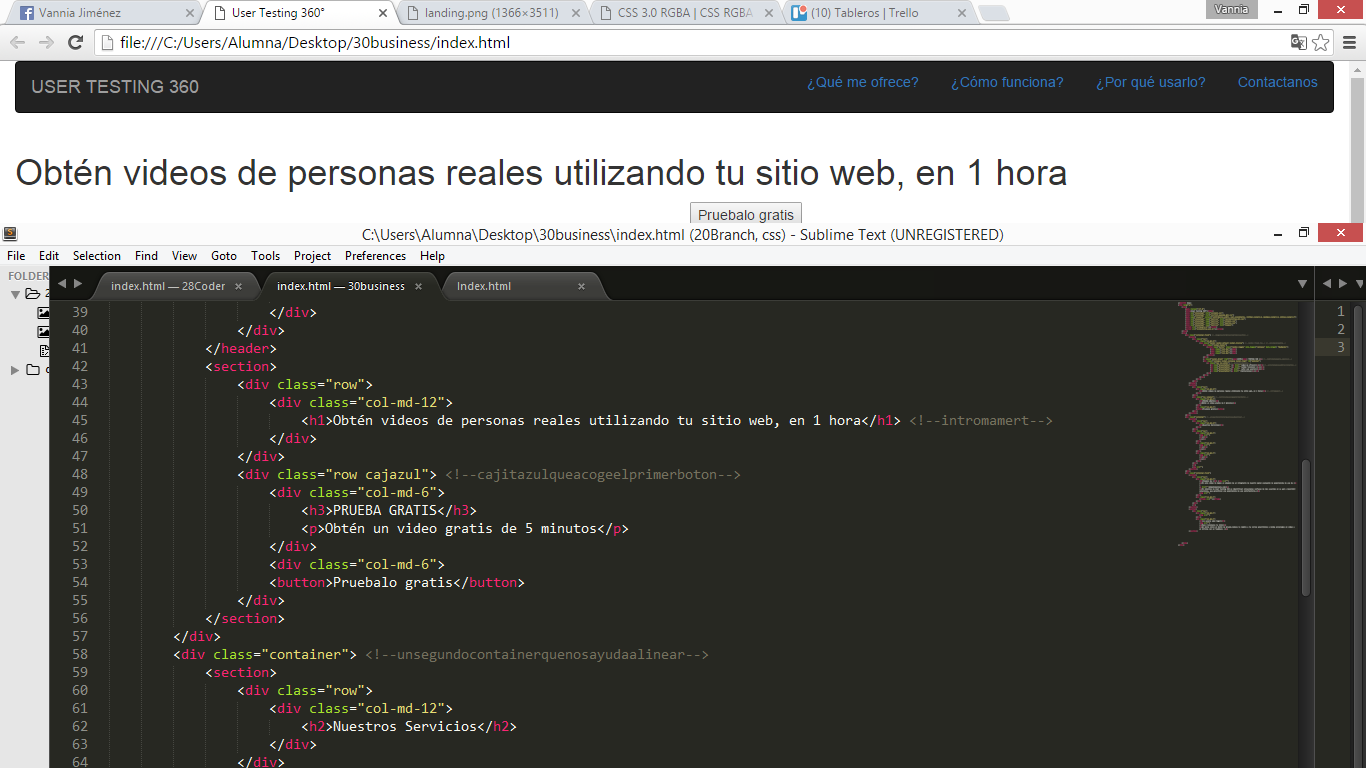 Vannia Jiménez
User Testing 360°
landing.png (1366×3511)
CSS 3.0 RGBA | CSS RGBA
(10) Tableros | Trello
Vannia
file:///C:/Users/Alumna/Desktop/30business/index.html
USER TESTING 360
¿Qué me ofrece?
¿Cómo funciona?
¿Por qué usarlo?
Contactanos
Obtén videos de personas reales utilizando tu sitio web, en 1 hora
Pruebalo gratis
C:\Users\Alumna\Desktop\30business\index.html (20Branch, css) - Sublime Text (UNREGISTERED)
File Edit Selection Find View Goto Tools Project Preferences Help
FOLDER
index.html — 28Coder
index.html — 30business
Index.html
39 </div>
40 </div>
41 </header>
42 <section>
43 <div class="row">
44 <div class="col-md-12">
45 <h1>Obtén videos de personas reales utilizando tu sitio web, en 1 hora</h1> <!--intromamert-->
46 </div>
47 </div>
48 <div class="row cajazul"> <!--cajitazulqueacogeelprimerboton-->
49 <div class="col-md-6">
50 <h3>PRUEBA GRATIS</h3>
51 <p>Obtén un video gratis de 5 minutos</p>
52 </div>
53 <div class="col-md-6">
54 <button>Pruebalo gratis</button>
55 </div>
56 </section>
57 </div>
58 <div class="container"> <!--unsegundocontainerquenosayudaalinear-->
59 <section>
60 <div class="row">
61 <div class="col-md-12">
62 <h2>Nuestros Servicios</h2>
63 </div>
64 </div>
1
2
3